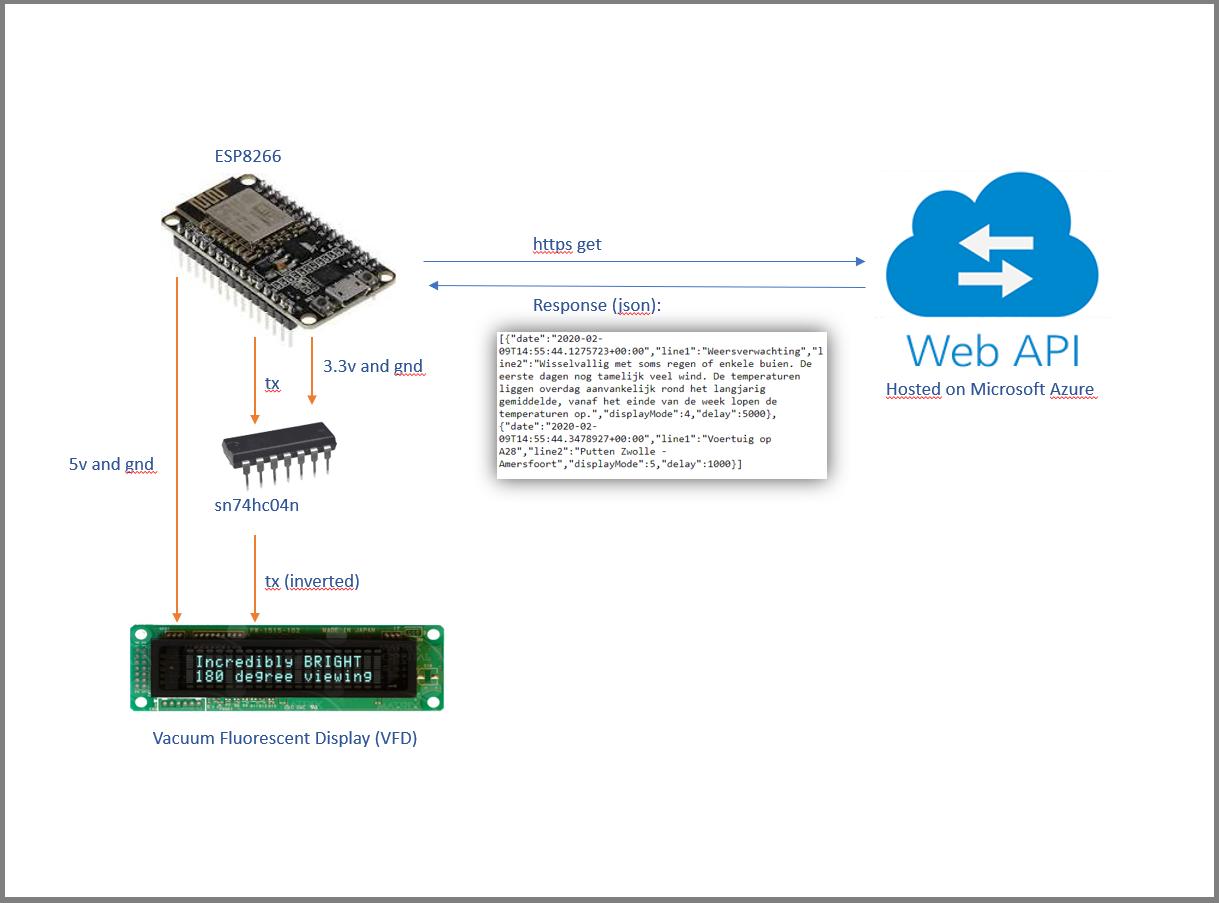 ESP8266
https get
Response (json):
[{"date":"2020-02-
09T14:55:44.1275723+00:00","line1":"Weersverwachting","l
ine2":"Wisselvallig met soms regen of enkele buien. De
eerste dagen nog tamelijk veel wind. De temperaturen
liggen overdag aanvankelijk rond het langjarig
gemiddelde, vanaf het einde van de week lopen de
temperaturen op.","displayMode":4,"delay":5000},
{"date":"2020-02-
09T14:55:44.3478927+00:00","line1":"Voertuig op
A28","line2":"Putten Zwolle -
Amersfoort","displayMode":5,"delay":1000}]
Web API
Hosted on Microsoft Azure
3.3v and gnd
tx
5v and gnd
sn74hc04n
tx (inverted)
MADE IN JAPAN
Incredibly BRIGHT
180 degree viewing
Vacuum Fluorescent Display (VFD)